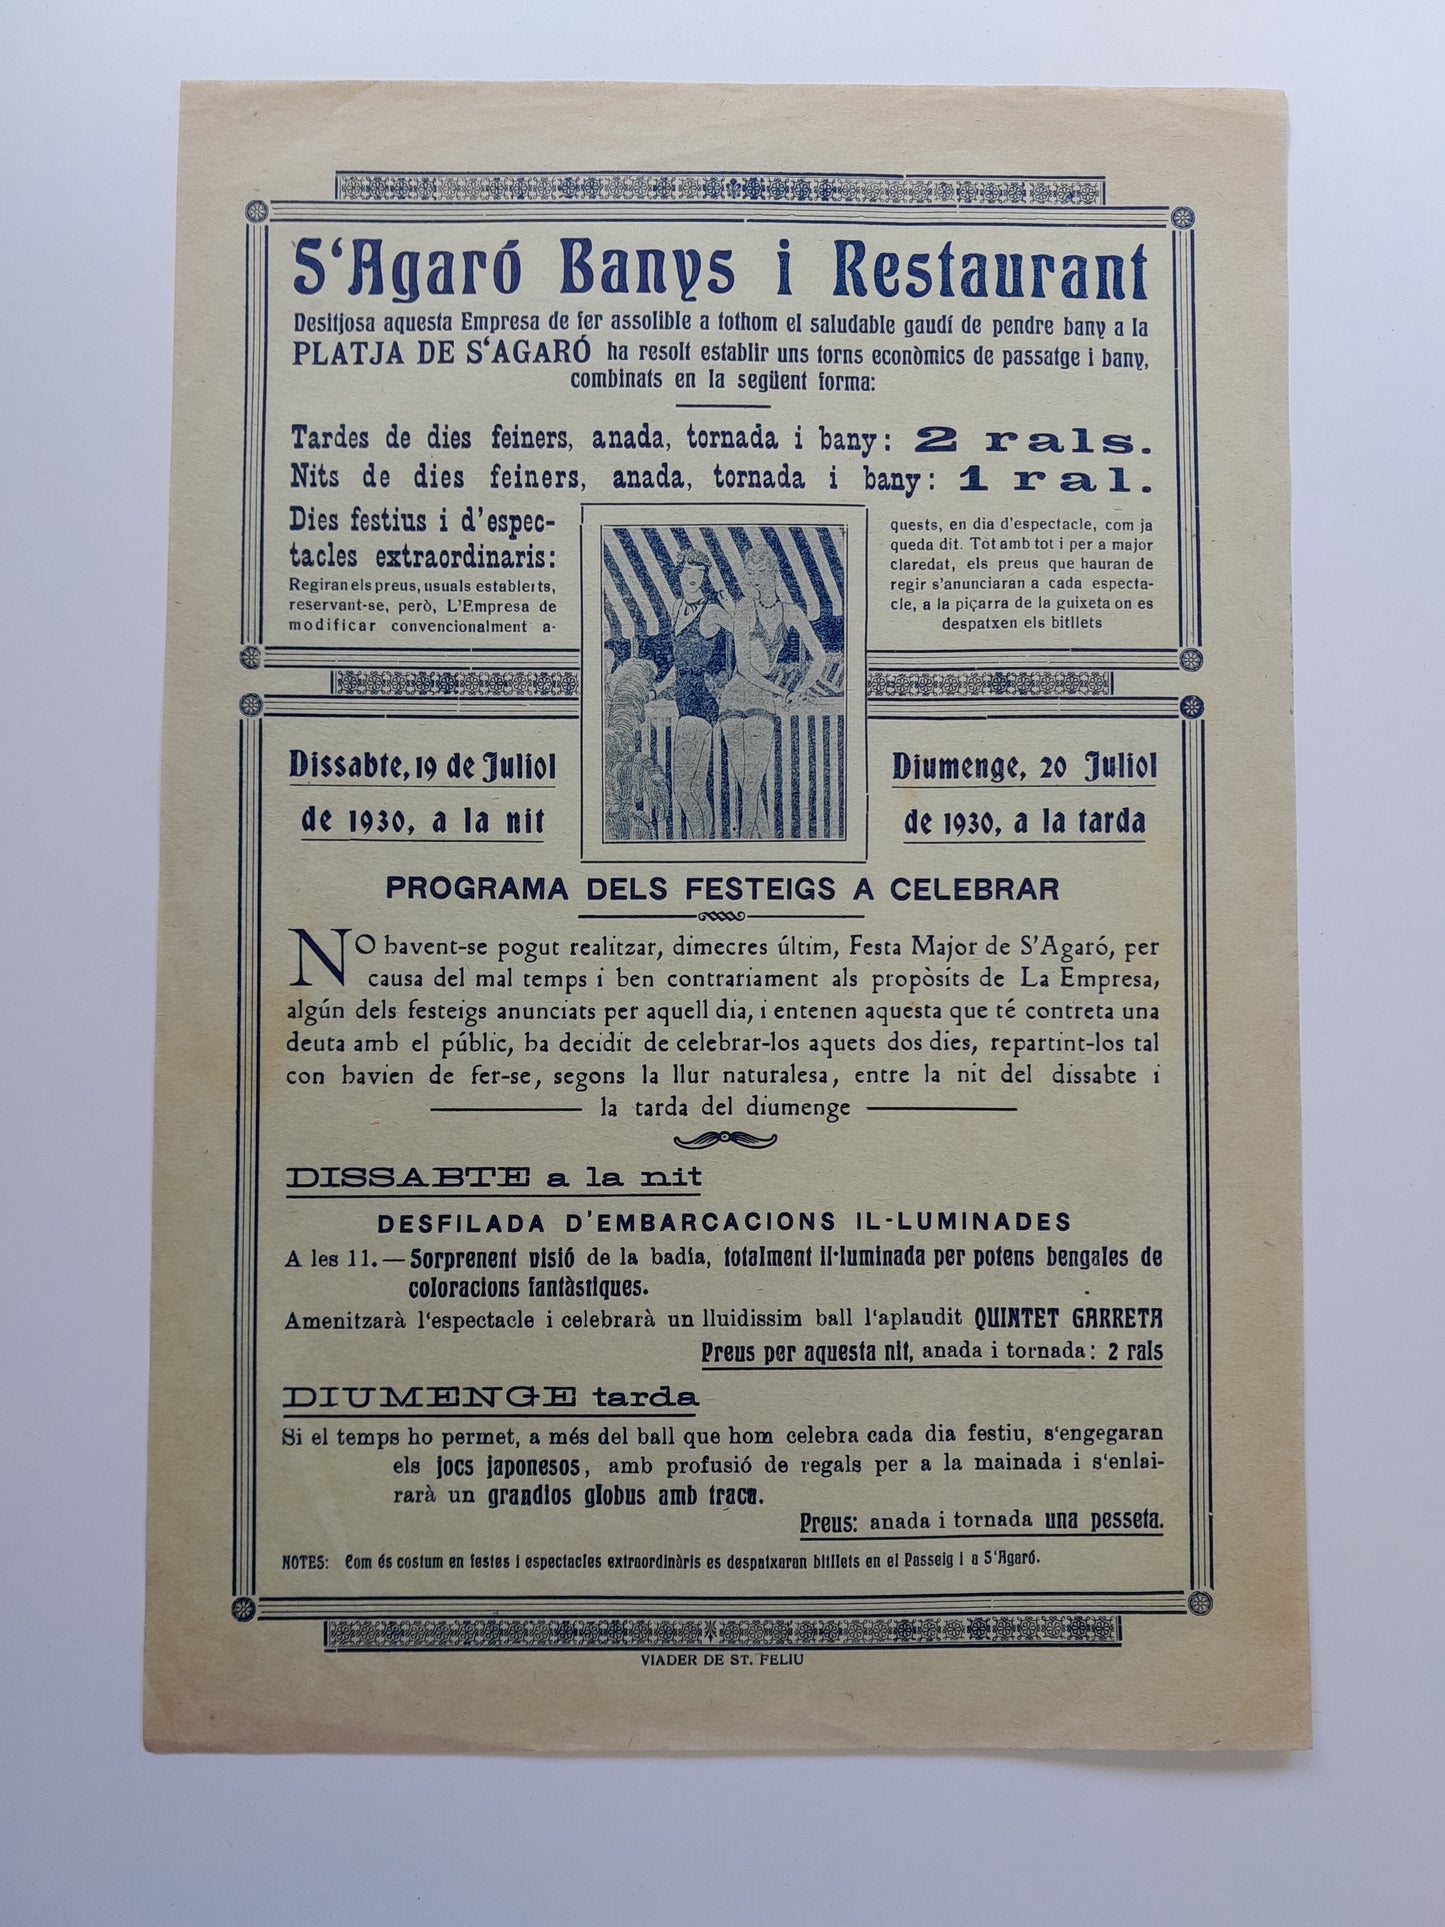 S'Agaró Banys i Restaurant
Desitjosa aquesta Empresa de fer assolible a tothom el saludable gaudí de pendre bany a la
PLATJA DE S'AGARÓ ha resolt establir uns torns econòmics de passatge i bany,
combinats en la següent forma:
Tardes de dies feiners, anada, tornada i bany: 2 rals.
Nits de dies feiners, anada, tornada i bany: 1 ral.
Dies festius i d'espec-
tacles extraordinaris:
Regiran els preus, usuals establerts,
reservant-se, però, L'Empresa de
modificar convencionalment a-
quests, en dia d'espectacle, com ja
queda dit. Tòt amb tot i per a major
claredat, els preus que hauran de
regir s'anunciaran a cada especta-
cle, a la piçarra de la guixeta on es
despatxen els bitllets
Dissabte, 19 de Juliol
de 1930, a la nit
Diumenge, 20 Juliol
de 1930, a la tarda
PROGRAMA DELS FESTEIGS A CELEBRAR
NO havent-se pogut realitzar, dimecres últim, Festa Major de S'Agaró, per
causa del mal temps i ben contrariament als propòsits de La Empresa,
algún dels festeigs anunciats per aquell dia, i entenen aquesta que té contreta una
deuta amb el públic, ha decidit de celebrar-los aquets dos dies, repartint-los tal
con havien de fer-se, segons la llur naturalesa, entre la nit del dissabte i
la tarda del diumenge
DISSABTE a la nit
DESFILADA D'EMBARCACIONS IL-LUMINADES
A les 11. — Sorprenent visió de la badia, totalment il·luminada per potens bengales de
coloracions fantàstiques.
Amenitzarà l'espectacle i celebrarà un lluidissim ball l'aplaudit QUINTET GARRETA
Preus per aquesta nit, anada i tornada: 2 rals
DIUMENGE tarda
Si el temps ho permet, a més del ball que hom celebra cada dia festiu, s'engegaran
els jocs japonesos, amb profusió de regals per a la mainada i s'enlai-
rarà un grandios globus amb traca.
Preus: anada i tornada una pesseta.
NOTES: Com és costum en festes i espectacles extraordinàris es despatxaran bitllets en el Passeig i a S'Agaró.
VIADER DE ST. FELIU